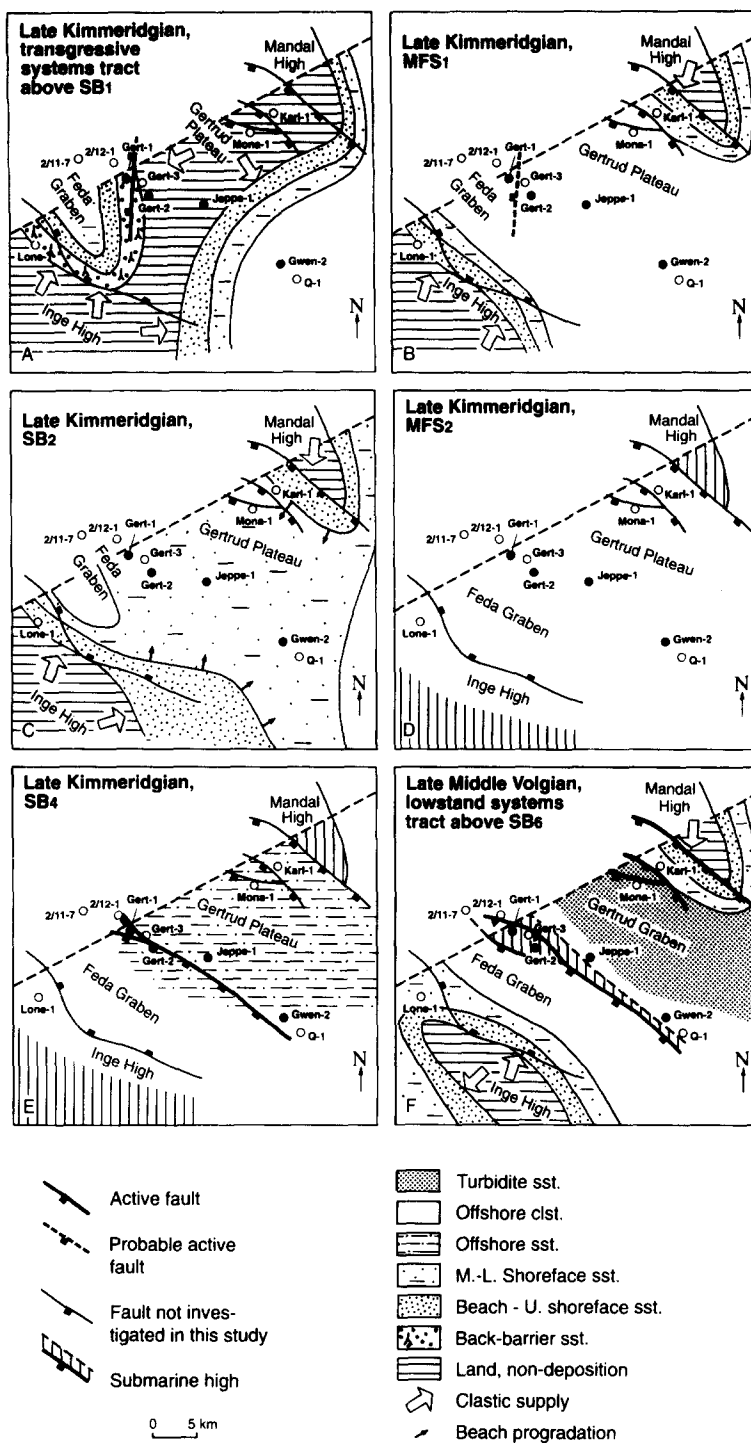 Late Kimmeridgian,
transgressive
systems tract
above SB1
Mandal
High
Gertrud
Plateau
Karl-1
Mona-1
Gert-1
2/11-7
2/12-1
Gert-3
Gert-2
Jeppe-1
Feda
Graben
Lone-1
Gwen-2
Q-1
Inge High
N
A
Late Kimmeridgian,
MFS1
Mandal
High
Karl-1
Mona-1
Gertrud Plateau
Gert-1
2/11-7
2/12-1
Gert-3
Gert-2
Jeppe-1
Feda
Graben
Lone-1
Gwen-2
Q-1
Inge High
N
B
Late Kimmeridgian,
SB2
Mandal
High
Karl-1
Mona-1
Gertrud Plateau
Gert-1
2/11-7
2/12-1
Gert-3
Gert-2
Jeppe-1
Feda
Graben
Lone-1
Gwen-2
Q-1
Inge High
N
C
Late Kimmeridgian,
MFS2
Mandal
High
Karl-1
Mona-1
Gertrud Plateau
Gert-1
2/11-7
2/12-1
Gert-3
Gert-2
Jeppe-1
Feda Graben
Lone-1
Gwen-2
Q-1
Inge High
N
D
Late Kimmeridgian,
SB4
Mandal
High
Karl-1
Mona-1
Gertrud Plateau
Gert-1
2/11-7
2/12-1
Gert-3
Gert-2
Jeppe-1
Feda Graben
Lone-1
Gwen-2
Q-1
Inge High
N
E
Late Middle Volgian,
lowstand systems
tract above SB6
Mandal
High
Karl-1
Mona-1
Gertrud Graben
Gert-1
2/11-7
2/12-1
Gert-3
Gert-2
Jeppe-1
Feda Graben
Lone-1
Gwen-2
Q-1
Inge High
N
F
Active fault
Probable active
fault
Fault not inves-
tigated in this study
Submarine high
0 5 km
Turbidite sst.
Offshore clst.
Offshore sst.
M.-L. Shoreface sst.
Beach - U. shoreface sst.
Back-barrier sst.
Land, non-deposition
Clastic supply
Beach progradation